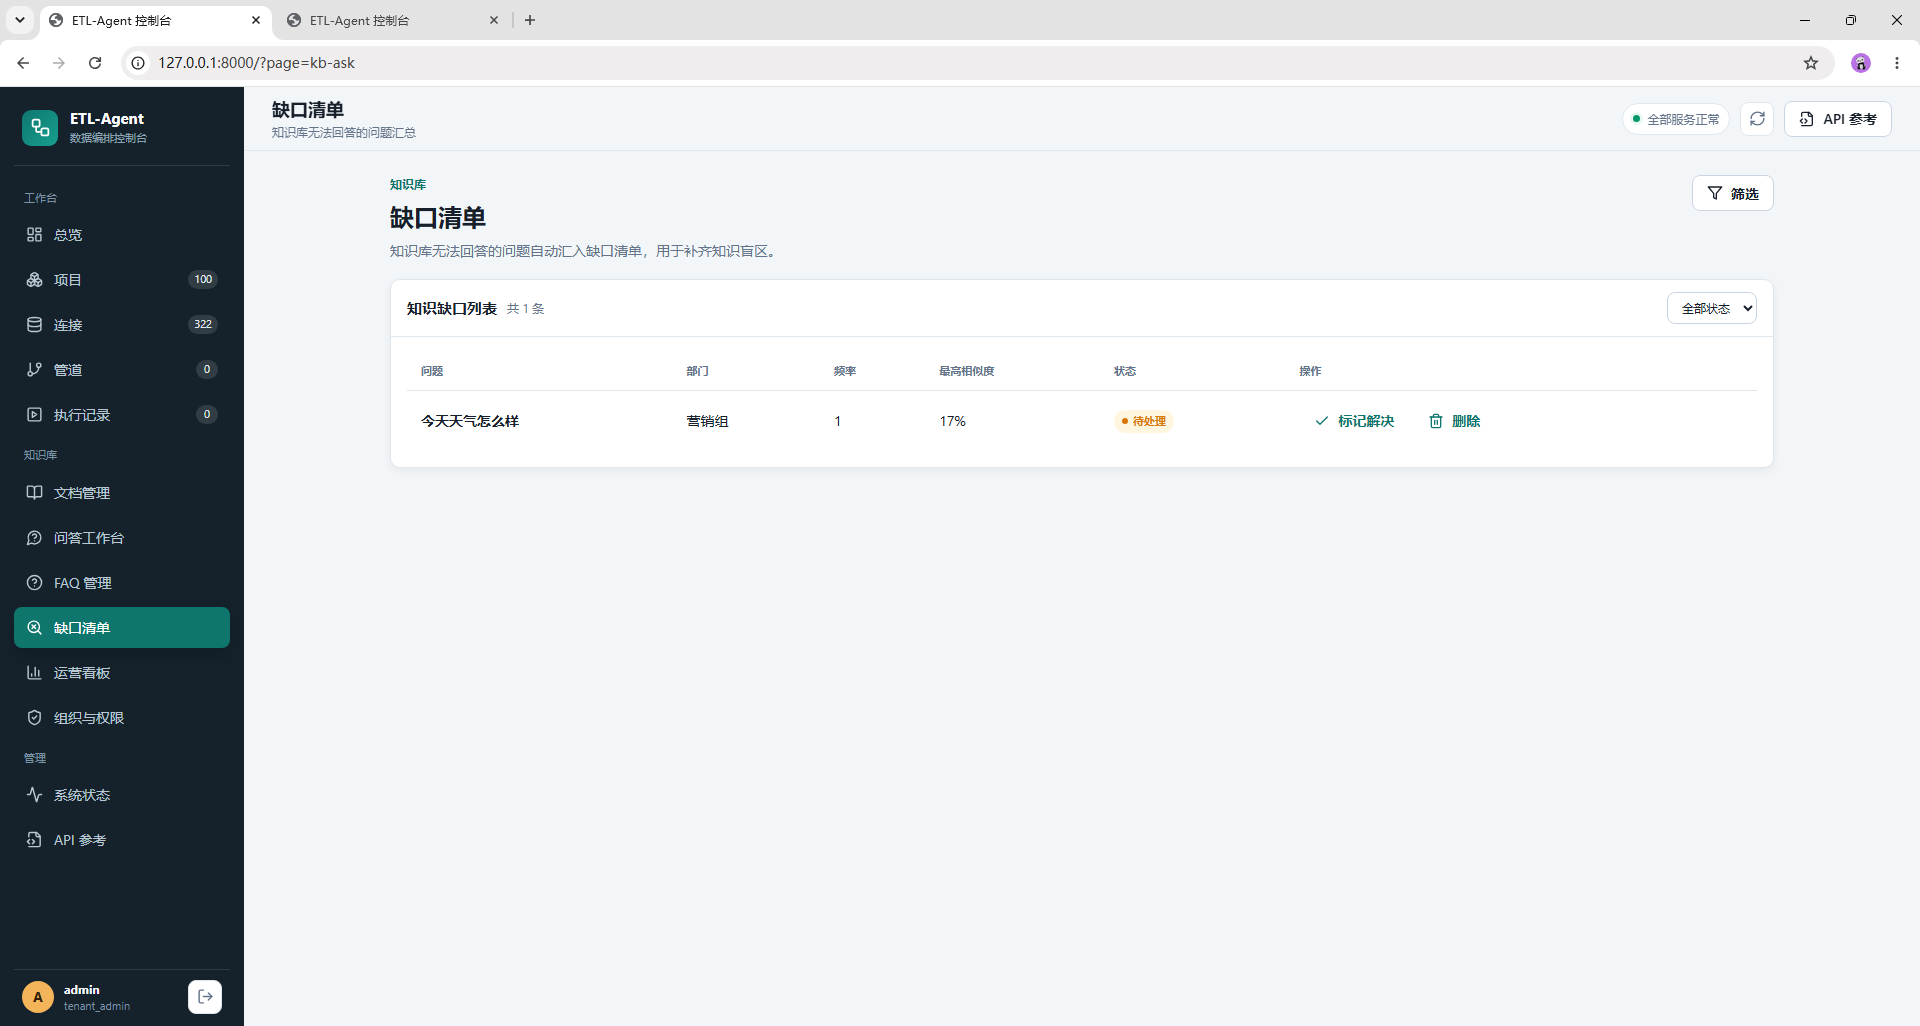 ETL-Agent 控制台
ETL-Agent 控制台
127.0.0.1:8000/?page=kb-ask
ETL-Agent
数据编排控制台
工作台
总览
项目 100
连接 322
管道 0
执行记录 0
知识库
文档管理
问答工作台
FAQ 管理
缺口清单
运营看板
组织与权限
管理
系统状态
API 参考
A
admin
tenant_admin
缺口清单
知识库无法回答的问题汇总
全部服务正常
API 参考
知识库
缺口清单
知识库无法回答的问题自动汇入缺口清单，用于补齐知识盲区。
筛选
知识缺口列表 共 1 条
全部状态
问题 部门 频率 最高相似度 状态 操作
今天天气怎么样 营销组 1 17% 待处理 标记解决 删除